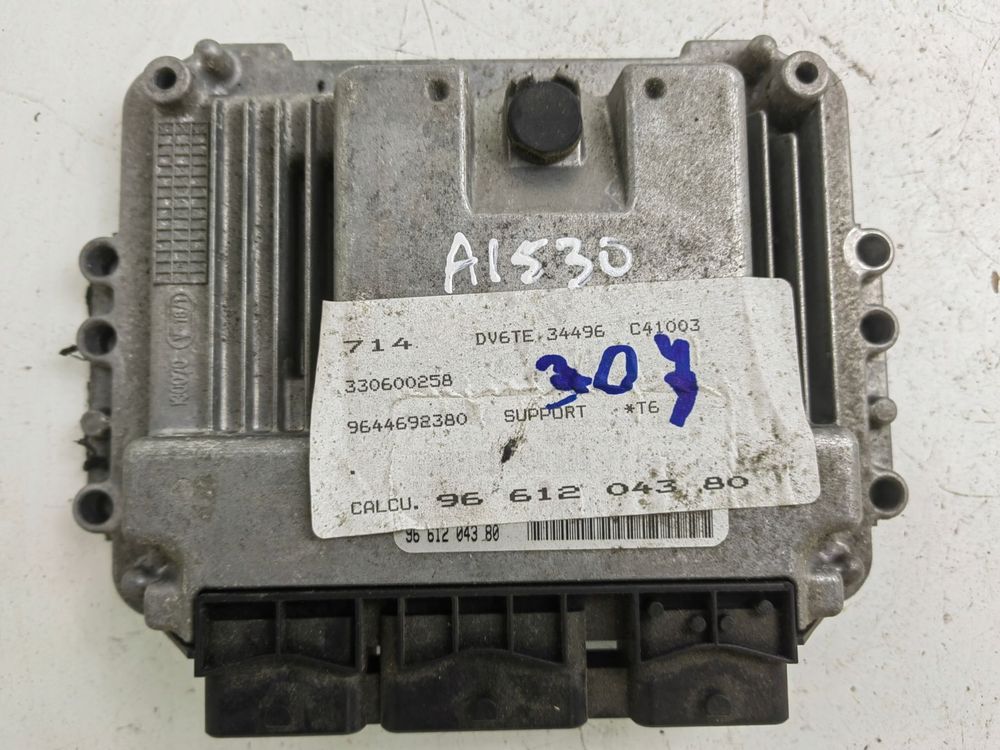 A1530
714 DV6TE 34496 C41003
307
330600258
9644692380 SUPPORT *T6
CALCU. 96 612 043 80
96 612 043 80